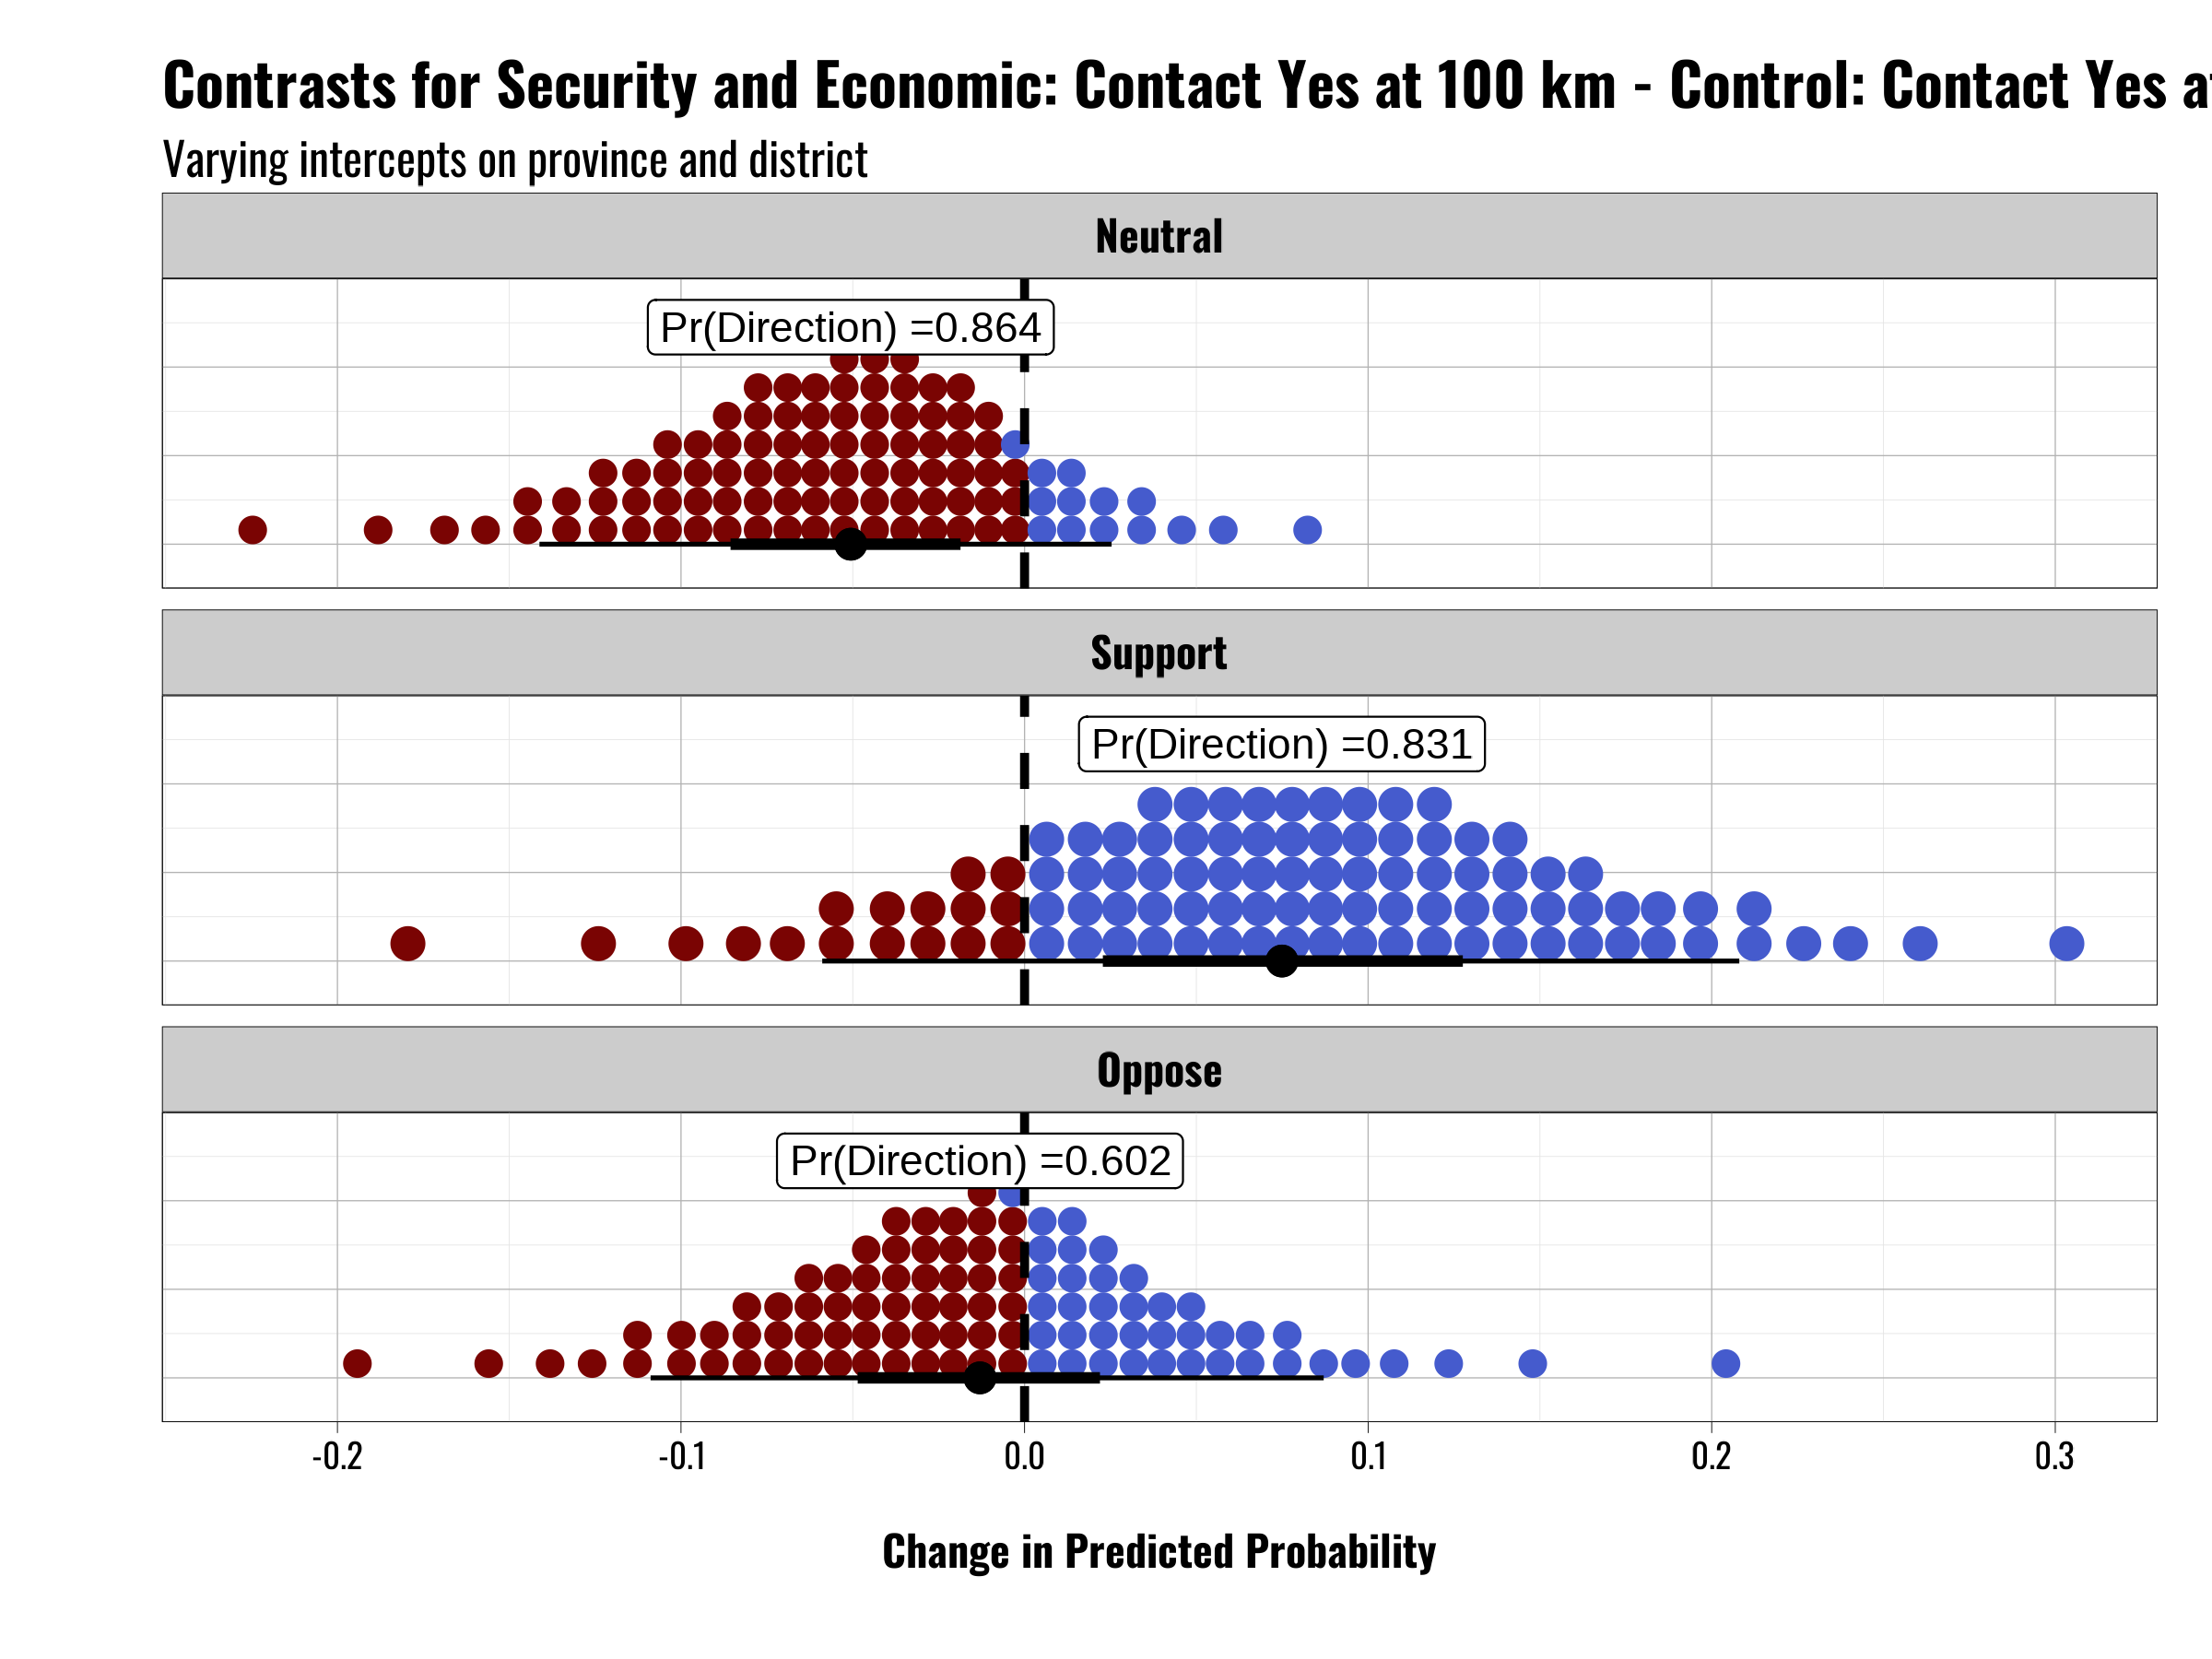 Contrasts for Security and Economic: Contact Yes at 100 km - Control: Contact Yes
Varying intercepts on province and district
Neutral
Pr(Direction) =0.864
Support
Pr(Direction) =0.831
Oppose
Pr(Direction) =0.602
-0.2 -0.1 0.0 0.1 0.2 0.3
Change in Predicted Probability